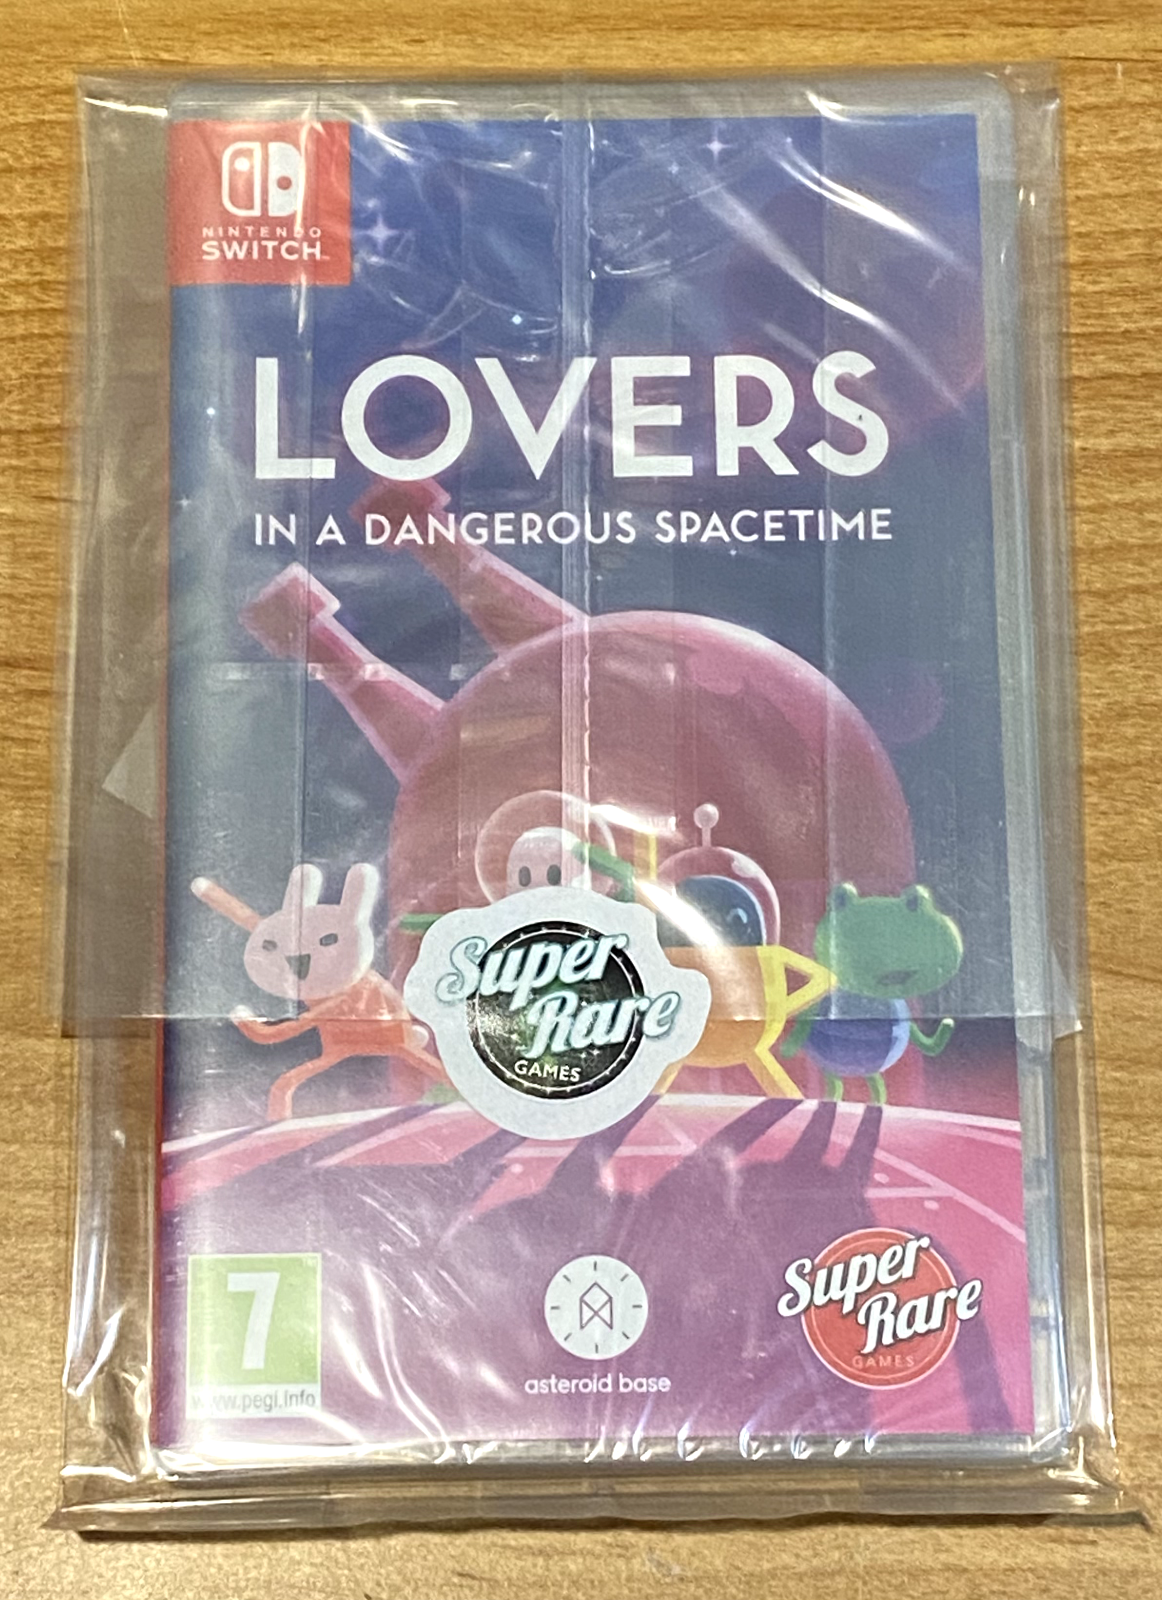 NINTENDO
SWITCH
LOVERS
IN A DANGEROUS SPACETIME
Super
Rare
GAMES
7
www.pegi.info
asteroid base
Super
Rare
GAMES